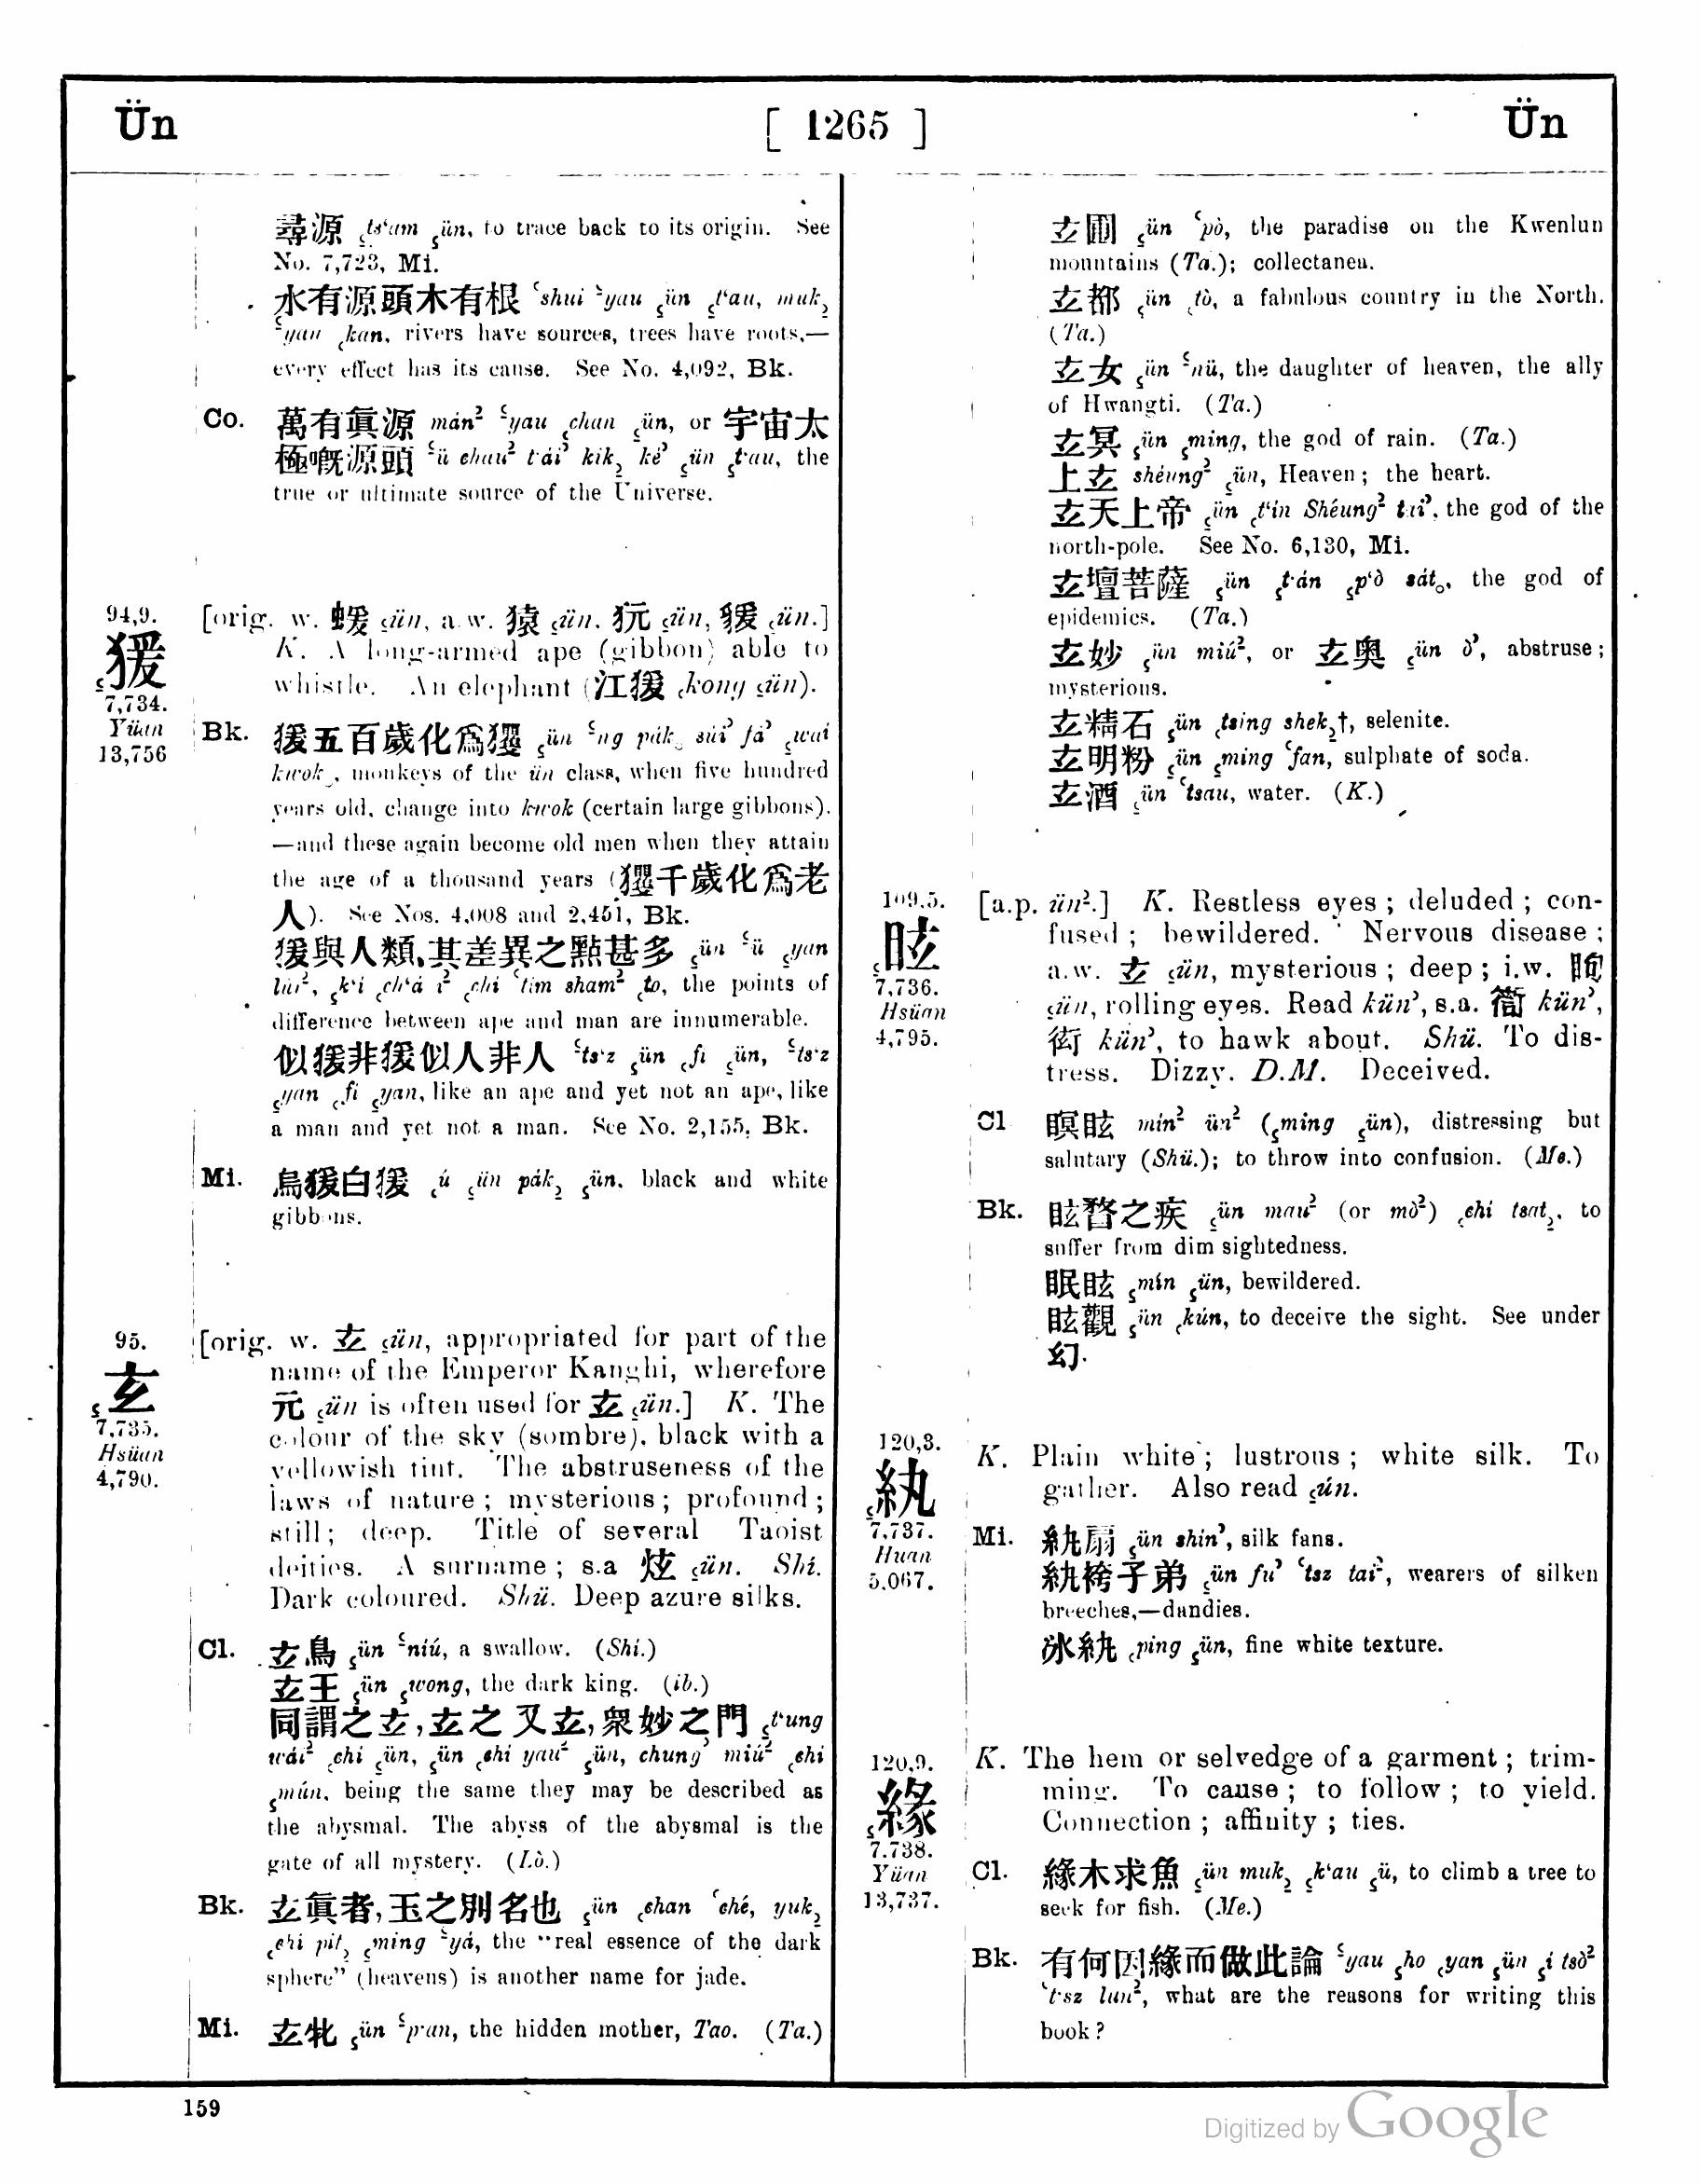 Ün [ 1265 ] Ün
尋源 ꜁ts‘am ꜁ün, to trace back to its origin. See
No. 7,723, Mi.
水有源頭木有根 ꜂shui ꜃yau ꜁ün ꜁t‘au, muk꜇
꜃yau ꜀kan, rivers have sources, trees have roots,—
every effect has its cause. See No. 4,092, Bk.
Co. 萬有眞源 mán² ꜃yau ꜀chan ꜁ün, or 宇宙太
極嘅源頭 ꜃ü chau² t‘ái꜄ kik꜇ ké꜄ ꜁ün ꜁t‘au, the
true or ultimate source of the Universe.
94,9.
꜁猨
7,734.
Yüan
13,756
[orig. w. 蝯 ꜁ün, a.w. 猿 ꜁ün, 犺 ꜁ün, 貜 ꜁ün.]
K. A long-armed ape (gibbon) able to
whistle. An elephant (江猨 ꜀kong ꜁ün).
Bk. 猨五百歲化爲玃 ꜁ün ꜃ng pák꜆ sui꜄ fá꜄ ꜁wai
kwok꜆, monkeys of the ün class, when five hundred
years old, change into kwok (certain large gibbons).
—and these again become old men when they attain
the age of a thousand years (玃千歲化爲老
人). See Nos. 4,008 and 2,451, Bk.
猨與人類,其差異之點甚多 ꜁ün ꜃ü ꜁yan
lui², ꜁k‘i ꜀ch‘á i² ꜀chi ꜂tim sham² ꜀to, the points of
difference between ape and man are innumerable.
似猨非猨似人非人 ꜃ts‘z ꜁ün ꜀fi ꜁ün, ꜃ts‘z
꜁yan ꜀fi ꜁yan, like an ape and yet not an ape, like
a man and yet not a man. See No. 2,155, Bk.
Mi. 烏猨白猨 ꜀ú ꜁ün pák꜇ ꜁ün, black and white
gibbons.
95.
꜁玄
7,735.
Hsüan
4,790.
[orig. w. 玄 ꜁ün, appropriated for part of the
name of the Emperor Kanghi, wherefore
元 ꜁ün is often used for 玄 ꜁ün.] K. The
colour of the sky (sombre), black with a
yellowish tint. The abstruseness of the
laws of nature; mysterious; profound;
still; deep. Title of several Taoist
deities. A surname; s.a 炫 ꜁ün. Shí.
Dark coloured. Shü. Deep azure silks.
Cl. 玄鳥 ꜁ün ꜃niú, a swallow. (Shí.)
玄王 ꜁ün ꜁wong, the dark king. (ib.)
同謂之玄,玄之又玄,衆妙之門 ꜁t‘ung
wái² ꜀chi ꜁ün, ꜁ün ꜀chi yau² ꜁ün, chung꜄ miú² ꜀chi
꜁mún, being the same they may be described as
the abysmal. The abyss of the abysmal is the
gate of all mystery. (Lò.)
Bk. 玄眞者,玉之別名也 ꜁ün ꜀chan ꜂ché, yuk꜇
꜀chi pit꜇ ꜁ming ꜃yá, the “real essence of the dark
sphere” (heavens) is another name for jade.
Mi. 玄牝 ꜁ün ꜃p‘an, the hidden mother, Tao. (Ta.)
玄圃 ꜁ün ꜂pò, the paradise on the Kwenlun
mountains (Ta.); collectanea.
玄都 ꜁ün ꜀tò, a fabulous country in the North.
(Ta.)
玄女 ꜁ün ꜃nü, the daughter of heaven, the ally
of Hwangti. (Ta.)
玄冥 ꜁ün ꜁ming, the god of rain. (Ta.)
上玄 shéung² ꜁ün, Heaven; the heart.
玄天上帝 ꜁ün ꜀t‘in Shéung² tai꜄, the god of the
north-pole. See No. 6,130, Mi.
玄壇菩薩 ꜁ün ꜁t‘án ꜁p‘ò sát꜆, the god of
epidemics. (Ta.)
玄妙 ꜁ün miú², or 玄奧 ꜁ün ò꜄, abstruse;
mysterious.
玄精石 ꜁ün ꜀tsing shek꜇†, selenite.
玄明粉 ꜁ün ꜁ming ꜂fan, sulphate of soda.
玄酒 ꜁ün ꜂tsau, water. (K.)
109,5.
꜁眩
7,736.
Hsüan
4,795.
[a.p. ün².] K. Restless eyes; deluded; con-
fused; bewildered. Nervous disease;
a.w. 玄 ꜁ün, mysterious; deep; i.w. 眴
꜁ün, rolling eyes. Read kün꜄, s.a. 衒 kün꜄,
衒 kün꜄, to hawk about. Shü. To dis-
tress. Dizzy. D.M. Deceived.
Cl 瞑眩 mín² ün² (꜁ming ꜁ün), distressing but
salutary (Shü.); to throw into confusion. (Me.)
Bk. 眩瞀之疾 ꜁ün mau² (or mò²) ꜀chi tsat꜇, to
suffer from dim sightedness.
眠眩 ꜁mín ꜁ün, bewildered.
眩觀 ꜁ün ꜀kún, to deceive the sight. See under
幻.
120,3.
꜁紈
7,737.
Huan
5,067.
K. Plain white; lustrous; white silk. To
gather. Also read ꜁ún.
Mi. 紈扇 ꜁ün shin꜄, silk fans.
紈袴子弟 ꜁ün fu꜄ ꜂tsz tai², wearers of silken
breeches,—dandies.
冰紈 ꜀ping ꜁ün, fine white texture.
120,9.
꜁緣
7,738.
Yüan
13,737.
K. The hem or selvedge of a garment; trim-
ming. To cause; to follow; to yield.
Connection; affinity; ties.
Cl. 緣木求魚 ꜁ün muk꜇ ꜁k‘au ꜁ü, to climb a tree to
seek for fish. (Me.)
Bk. 有何因緣而做此論 ꜃yau ꜁ho ꜀yan ꜁ün ꜁i tsò²
꜂t‘sz lun², what are the reasons for writing this
book?
159
Digitized by Google